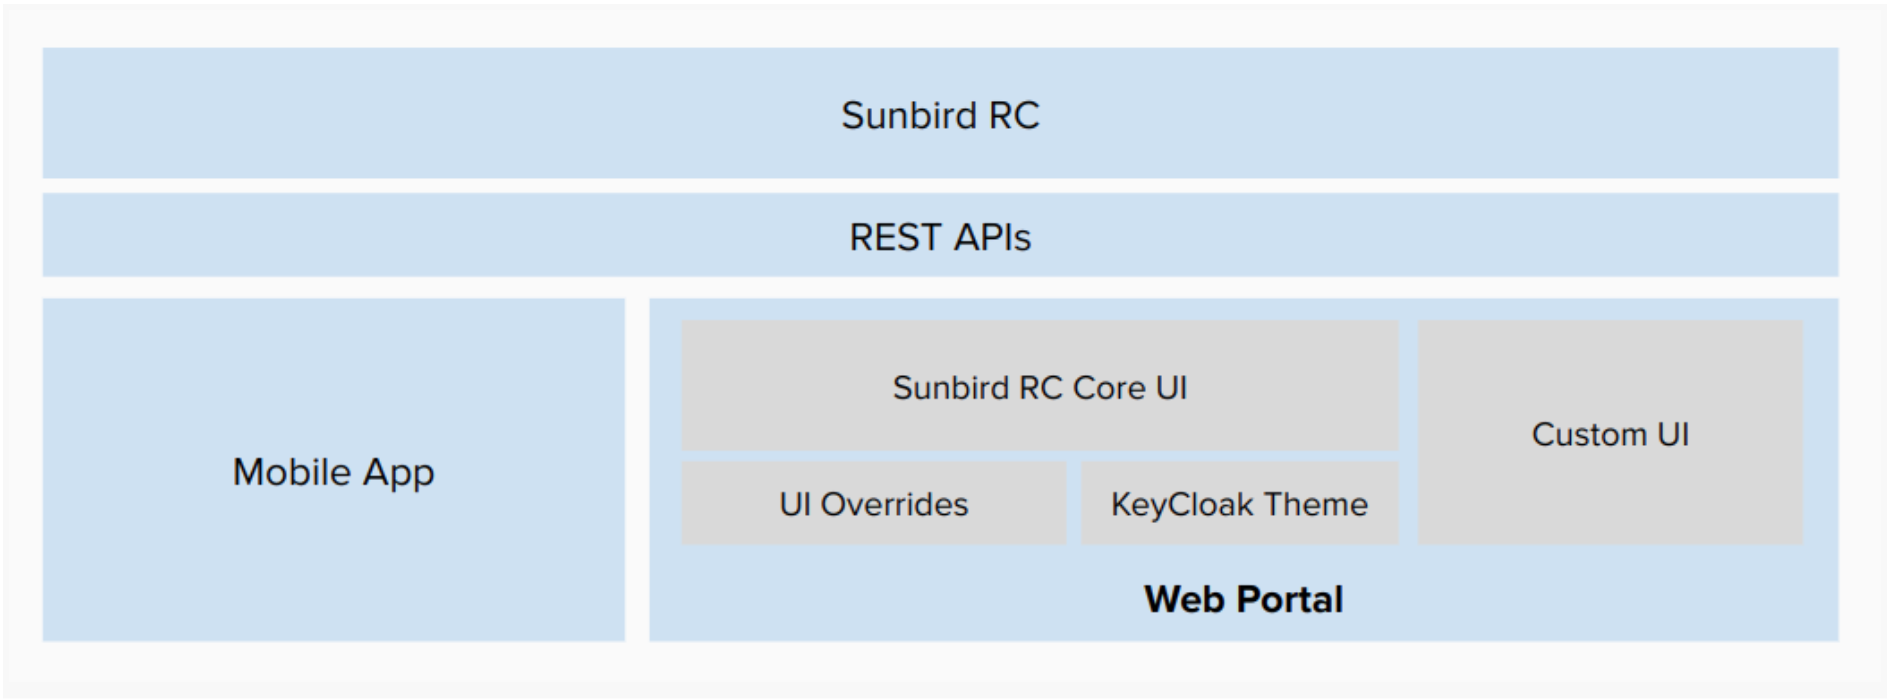 Sunbird RC
REST APIs
Mobile App
Sunbird RC Core UI
UI Overrides
KeyCloak Theme
Custom UI
Web Portal